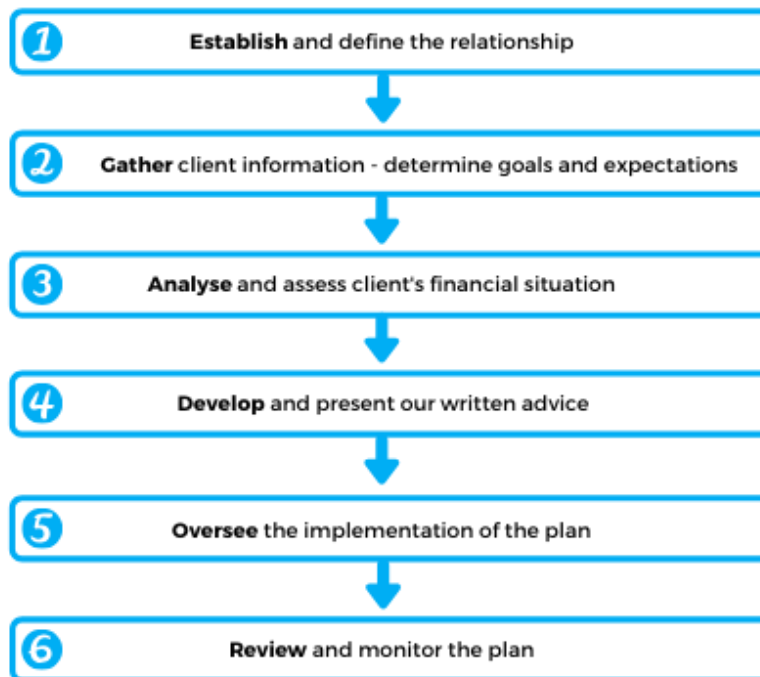 1 Establish and define the relationship
2 Gather client information - determine goals and expectations
3 Analyse and assess client's financial situation
4 Develop and present our written advice
5 Oversee the implementation of the plan
6 Review and monitor the plan